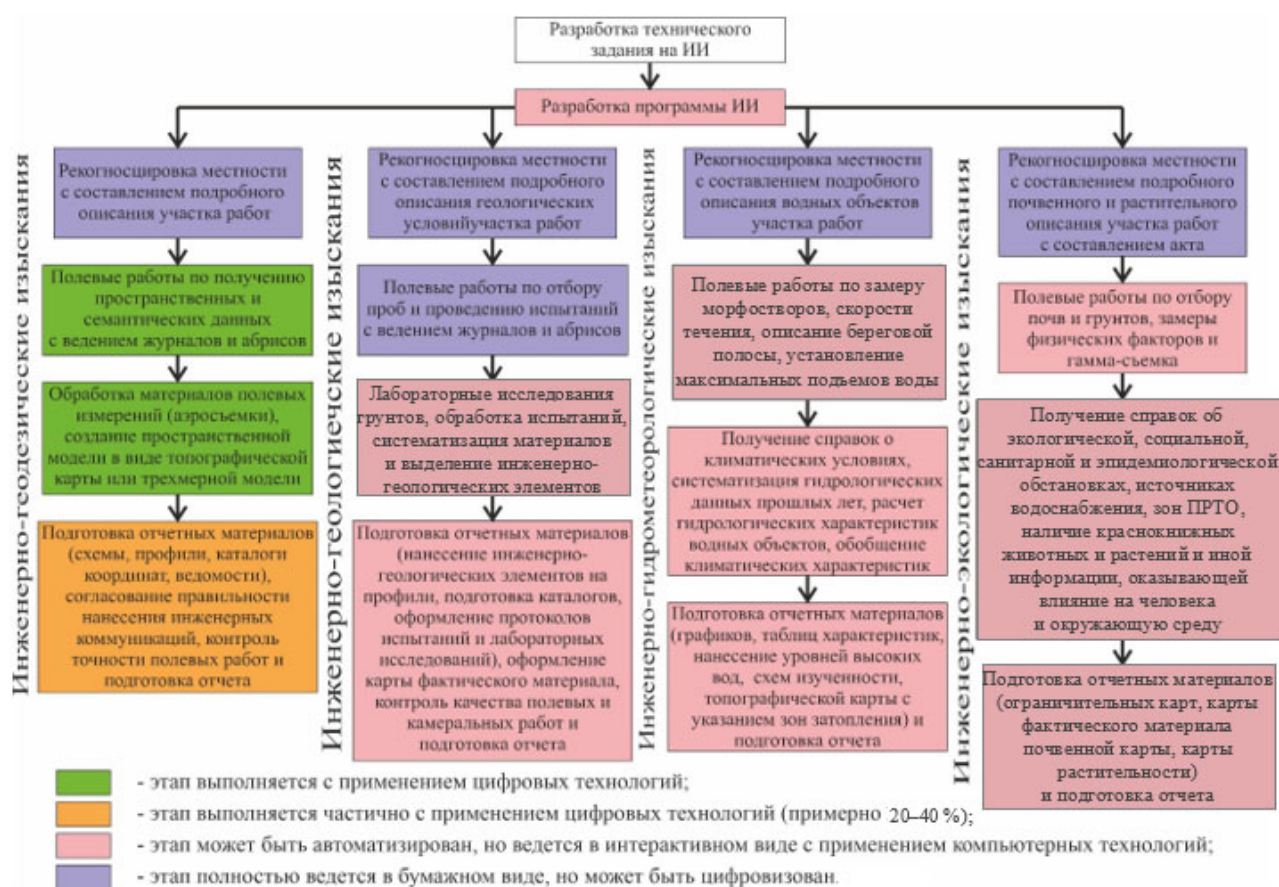 Разработка технического
задания на ИИ
Разработка программы ИИ
Инженерно-геодезические изыскания
Рекогносцировка местности
с составлением подробного
описания участка работ
Полевые работы по получению
пространственных и
семантических данных
с ведением журналов и абрисов
Обработка материалов полевых
измерений (аэросъемки),
создание пространственной
модели в виде топографической
карты или трехмерной модели
Подготовка отчетных материалов
(схемы, профили, каталоги
координат, ведомости),
согласование правильности
нанесения инженерных
коммуникаций, контроль
точности полевых работ и
подготовка отчета
Инженерно-геологиечские изыскания
Рекогносцировка местности
с составлением подробного
описания геологических
условийучастка работ
Полевые работы по отбору
проб и проведению испытаний
с ведением журналов и абрисов
Лабораторные исследования
грунтов, обработка испытаний,
систематизация материалов
и выделение инженерно-
геологических элементов
Подготовка отчетных материалов
(нанесение инженерно-
геологических элементов на
профили, подготовка каталогов,
оформление протоколов
испытаний и лабораторных
исследований), оформление
карты фактического материала,
контроль качества полевых и
камеральных работ и
подготовка отчета
Инженерно-гидрометеорологические изыскания
Рекогносцировка местности
с составлением подробного
описания водных объектов
участка работ
Полевые работы по замеру
морфостворов, скорости
течения, описание береговой
полосы, установление
максимальных подъемов воды
Получение справок о
климатических условиях,
систематизация гидрологических
данных прошлых лет, расчет
гидрологических характеристик
водных объектов, обобщение
климатических характеристик
Подготовка отчетных материалов
(графиков, таблиц характеристик,
нанесение уровней высоких
вод, схем изученности,
топографической карты с
указанием зон затопления) и
подготовка отчета
Инженерно-экологические изыскания
Рекогносцировка местности
с составлением подробного
почвенного и растительного
описания участка работ
с составлением акта
Полевые работы по отбору
почв и грунтов, замеры
физических факторов и
гамма-съемка
Получение справок об
экологической, социальной,
санитарной и эпидемиологической
обстановках, источниках
водоснабжения, зон ПРТО,
наличие краснокнижных
животных и растений и иной
информации, оказывающей
влияние на человека
и окружающую среду
Подготовка отчетных материалов
(ограничительных карт, карты
фактического материала
почвенной карты, карты
растительности)
и подготовка отчета
- этап выполняется с применением цифровых технологий;
- этап выполняется частично с применением цифровых технологий (примерно 20–40 %);
- этап может быть автоматизирован, но ведется в интерактивном виде с применением компьютерных технологий;
- этап полностью ведется в бумажном виде, но может быть цифровизован.